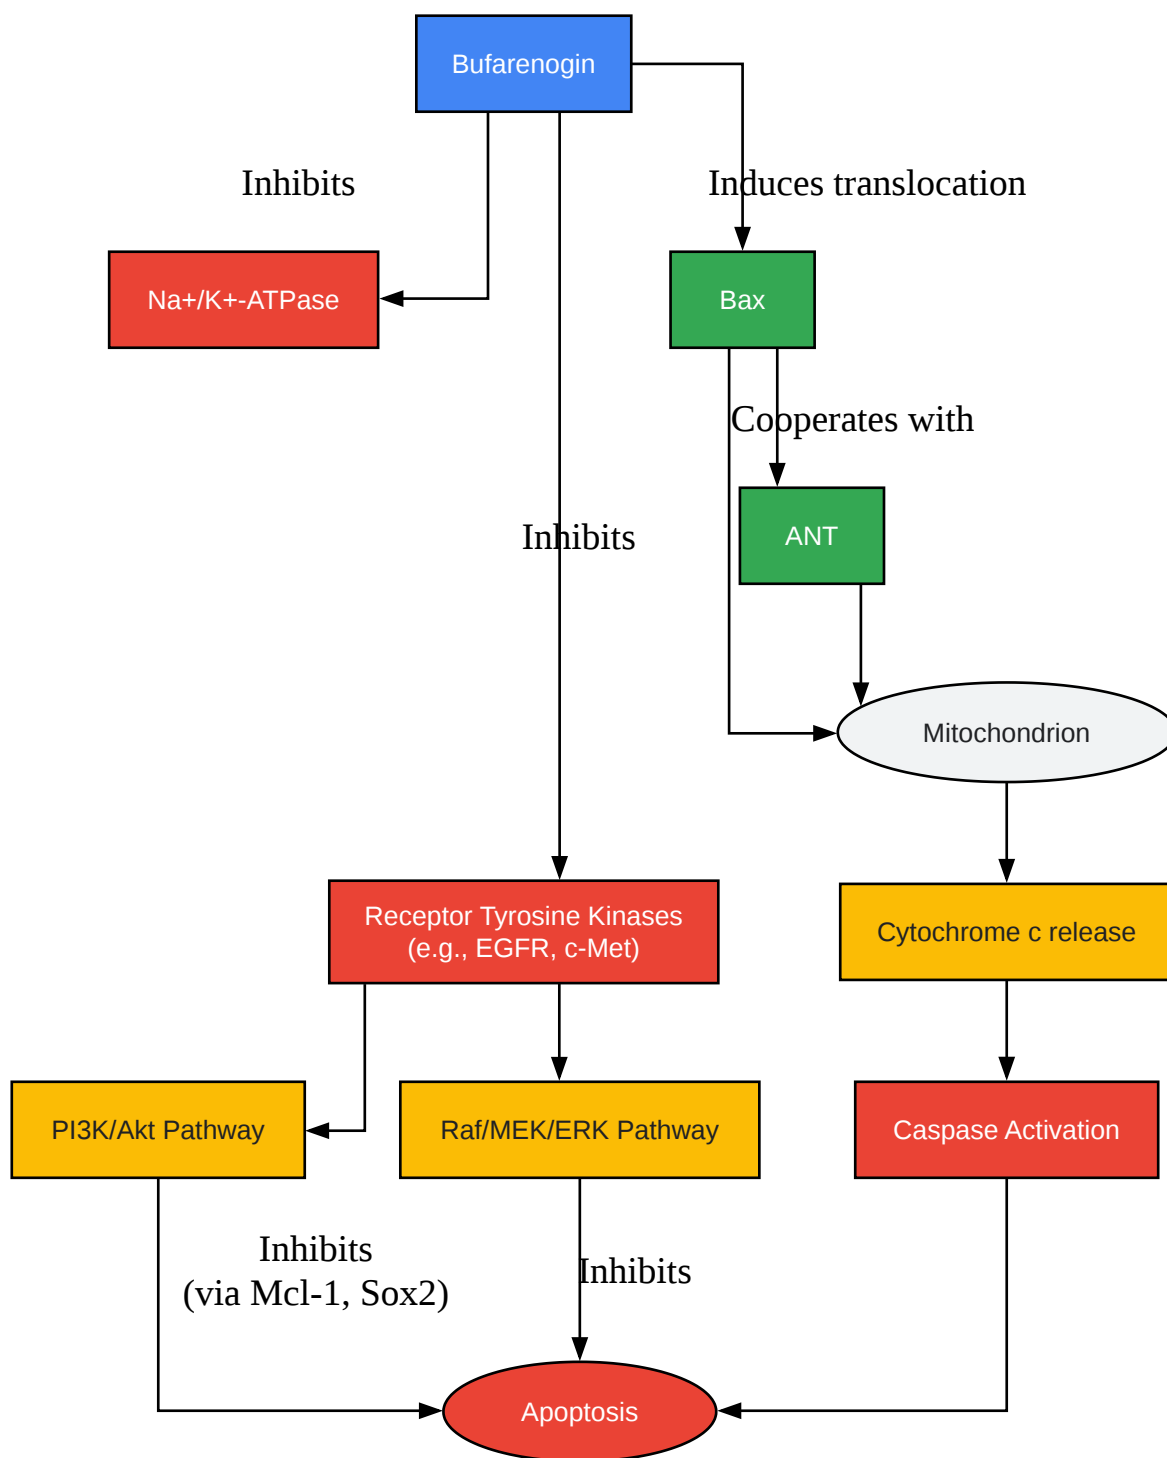 Bufarenogin
Inhibits
Induces translocation
Na+/K+-ATPase
Bax
Cooperates with
ANT
Inhibits
Mitochondrion
Receptor Tyrosine Kinases
(e.g., EGFR, c-Met)
Cytochrome c release
PI3K/Akt Pathway
Raf/MEK/ERK Pathway
Caspase Activation
Inhibits
(via Mcl-1, Sox2)
Inhibits
Apoptosis